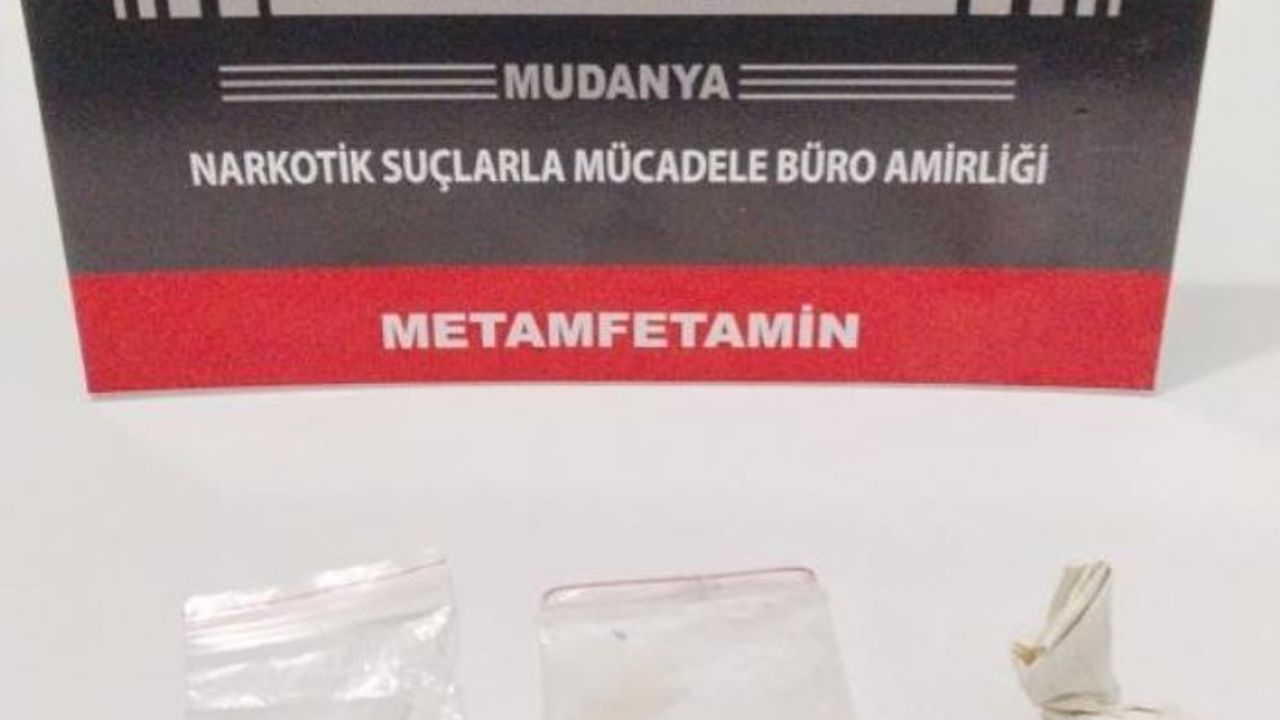 MUDANYA
NARKOTİK SUÇLARLA MÜCADELE BÜRO AMİRLİĞİ
METAMFETAMİN